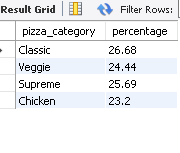 Result Grid Filter Rows:
pizza_category percentage
Classic 26.68
Veggie 24.44
Supreme 25.69
Chicken 23.2